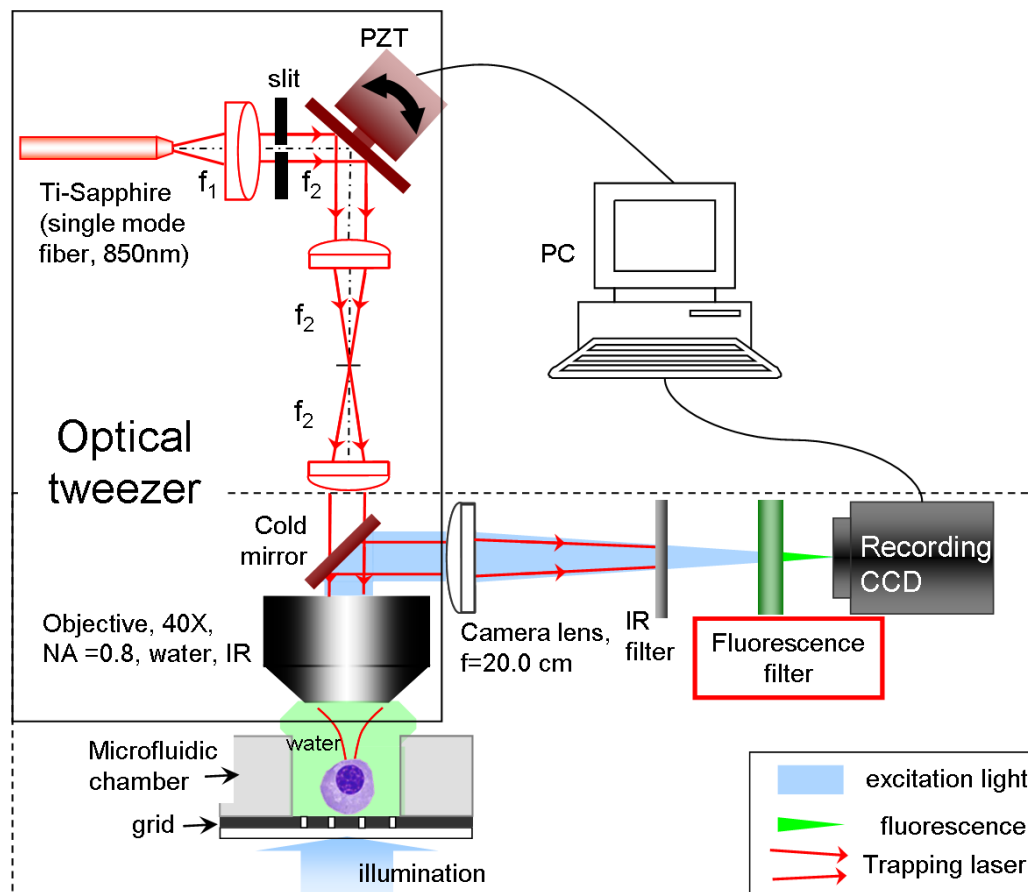 PZT
slit
f1
f2
Ti-Sapphire
(single mode
fiber, 850nm)
PC
f2
f2
Optical
tweezer
Cold
mirror
Recording
CCD
Objective, 40X,
NA =0.8, water, IR
Camera lens,
f=20.0 cm
IR
filter
Fluorescence
filter
water
Microfluidic
chamber
grid
illumination
excitation light
fluorescence
Trapping laser